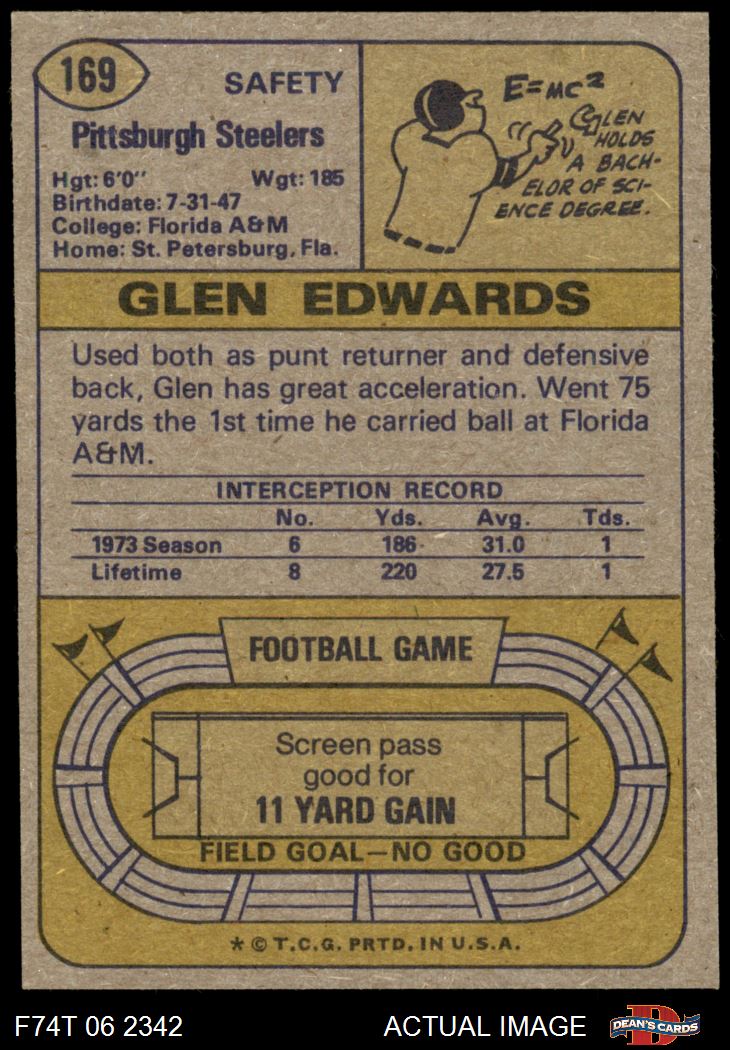 169
SAFETY
Pittsburgh Steelers
Hgt: 6'0" Wgt: 185
Birthdate: 7-31-47
College: Florida A&M
Home: St. Petersburg, Fla.
E=MC²
GLEN
HOLDS
A BACH-
ELOR OF SCI-
ENCE DEGREE.
GLEN EDWARDS
Used both as punt returner and defensive
back, Glen has great acceleration. Went 75
yards the 1st time he carried ball at Florida
A&M.
INTERCEPTION RECORD
No. Yds. Avg. Tds.
1973 Season 6 186 31.0 1
Lifetime 8 220 27.5 1
FOOTBALL GAME
Screen pass
good for
11 YARD GAIN
FIELD GOAL—NO GOOD
* © T.C.G. PRTD. IN U.S.A.
F74T 06 2342 ACTUAL IMAGE DEAN'S CARDS